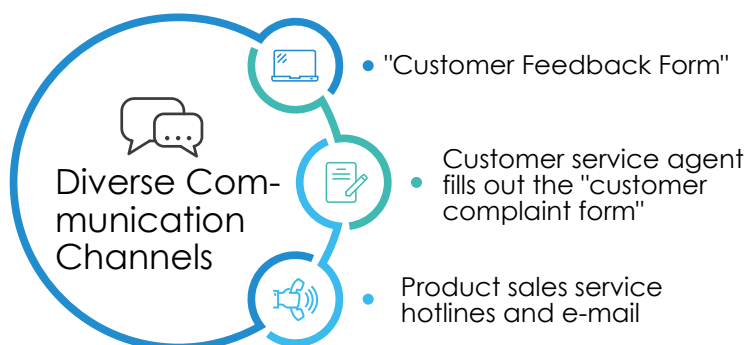 "Customer Feedback Form"
Diverse Com-
munication
Channels
Customer service agent
fills out the "customer
complaint form"
Product sales service
hotlines and e-mail